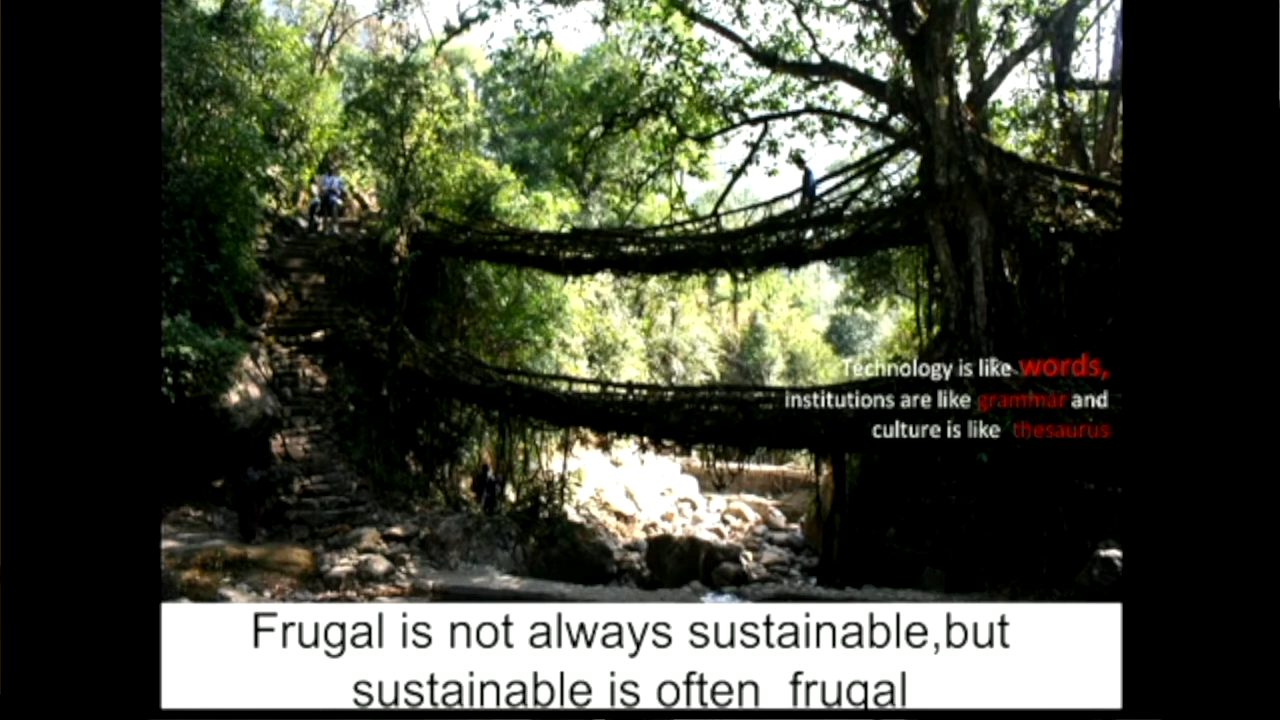 Technology is like words,
institutions are like grammar and
culture is like thesaurus
Frugal is not always sustainable,but
sustainable is often frugal